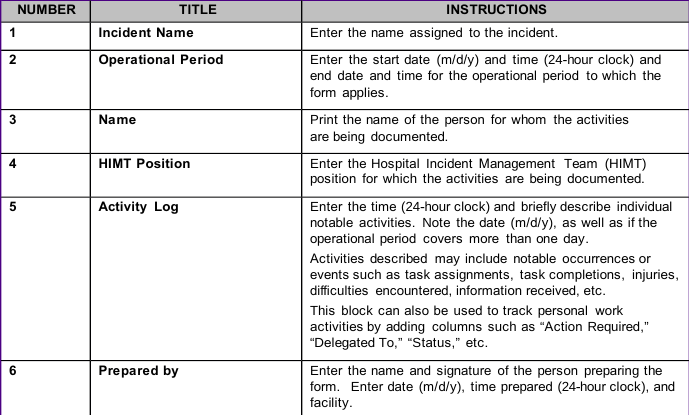 NUMBER TITLE INSTRUCTIONS
1 Incident Name Enter the name assigned to the incident.
2 Operational Period Enter the start date (m/d/y) and time (24-hour clock) and
end date and time for the operational period to which the
form applies.
3 Name Print the name of the person for whom the activities
are being documented.
4 HIMT Position Enter the Hospital Incident Management Team (HIMT)
position for which the activities are being documented.
5 Activity Log Enter the time (24-hour clock) and briefly describe individual
notable activities. Note the date (m/d/y), as well as if the
operational period covers more than one day.
Activities described may include notable occurrences or
events such as task assignments, task completions, injuries,
difficulties encountered, information received, etc.
This block can also be used to track personal work
activities by adding columns such as “Action Required,”
“Delegated To,” “Status,” etc.
6 Prepared by Enter the name and signature of the person preparing the
form. Enter date (m/d/y), time prepared (24-hour clock), and
facility.